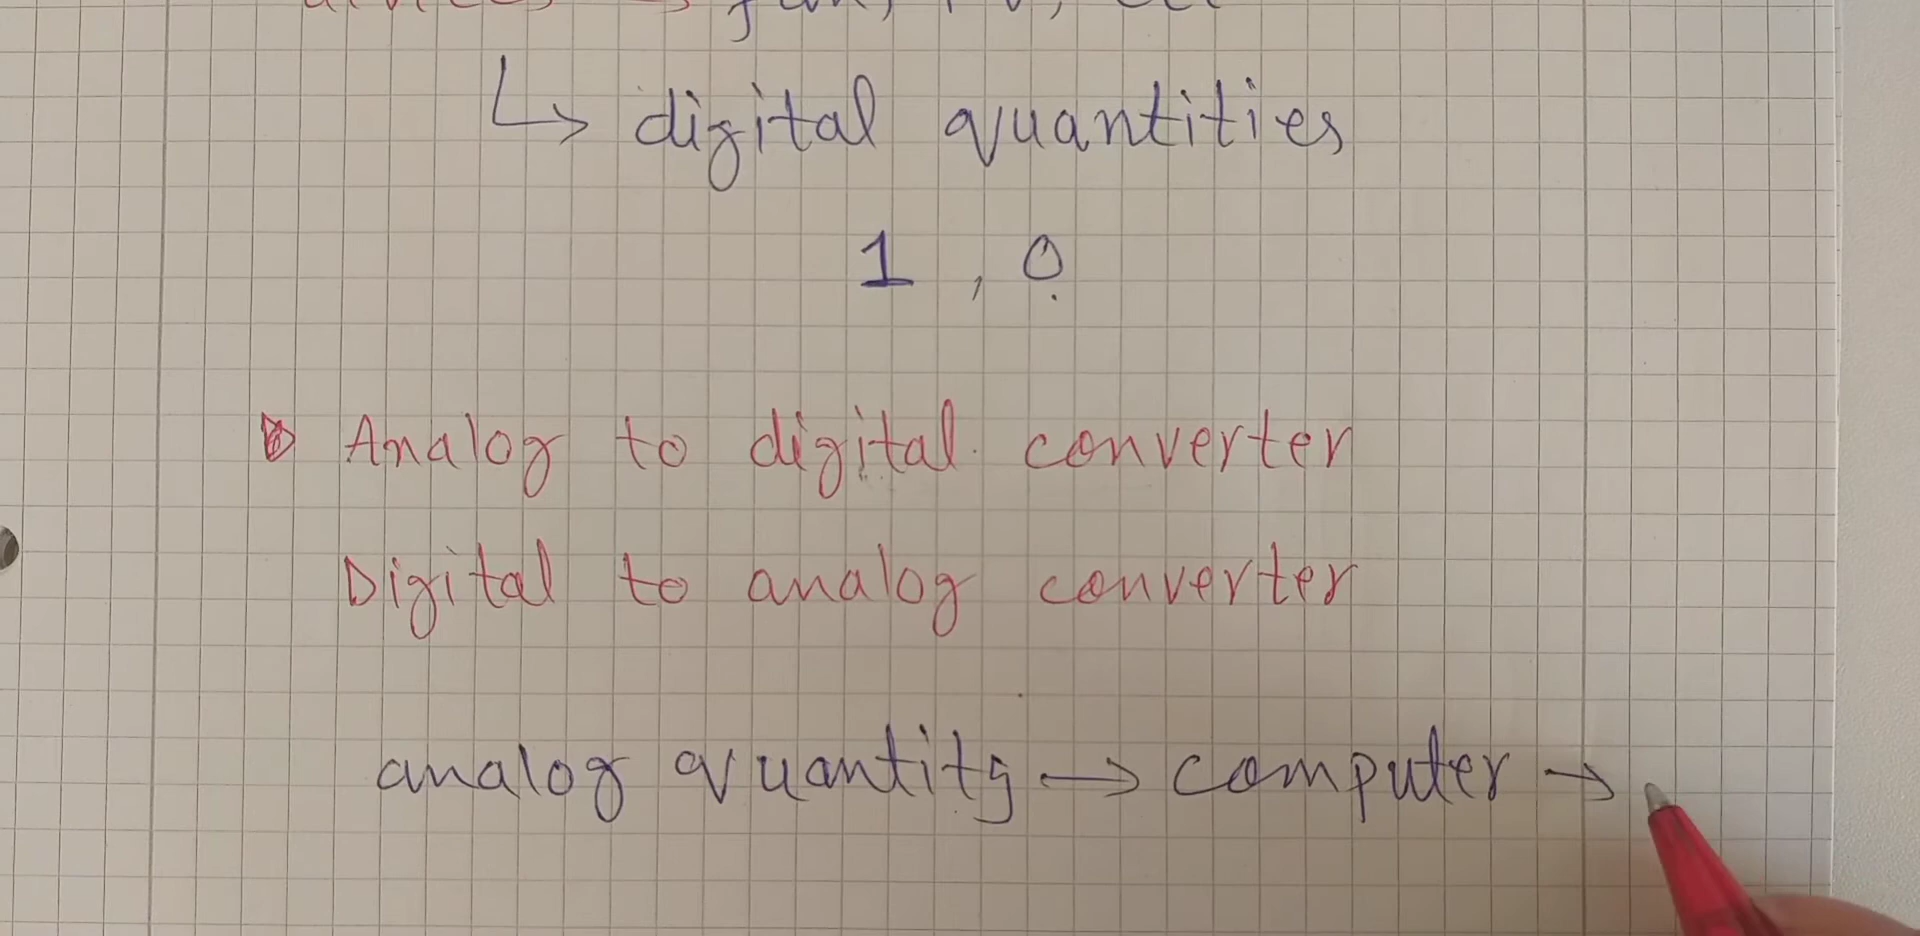 ↳ digital quantities
1 , 0
Analog to digital converter
Digital to analog converter
analog quantity → computer →